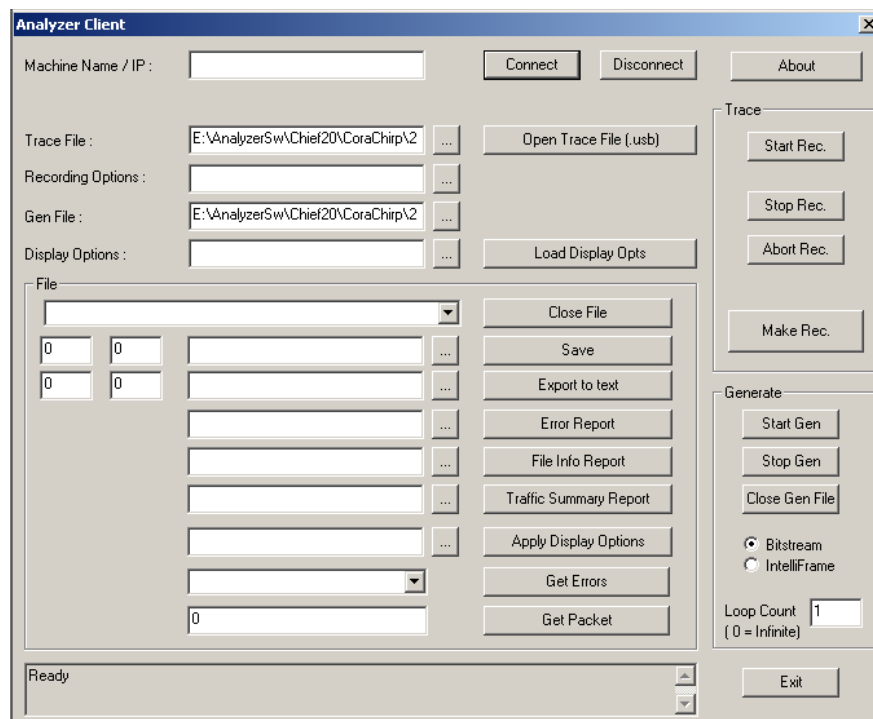 Analyzer Client
Machine Name / IP :
Connect
Disconnect
About
Trace File :
E:\AnalyzerSw\Chief20\CoraChirp\2
...
Open Trace File (.usb)
Recording Options :
...
Gen File :
E:\AnalyzerSw\Chief20\CoraChirp\2
...
Display Options :
...
Load Display Opts
Trace
Start Rec.
Stop Rec.
Abort Rec.
Make Rec.
File
Close File
0 0
...
Save
0 0
...
Export to text
...
Error Report
...
File Info Report
...
Traffic Summary Report
...
Apply Display Options
Get Errors
0
Get Packet
Generate
Start Gen
Stop Gen
Close Gen File
Bitstream
IntelliFrame
Loop Count
( 0 = Infinite)
1
Ready
Exit